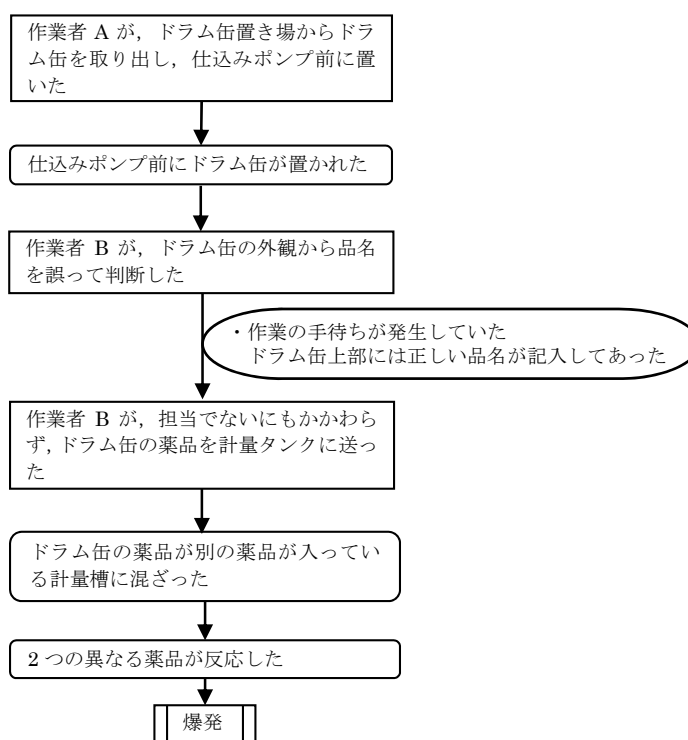 作業者 A が，ドラム缶置き場からドラ
ム缶を取り出し，仕込みポンプ前に置
いた
仕込みポンプ前にドラム缶が置かれた
作業者 B が，ドラム缶の外観から品名
を誤って判断した
・作業の手待ちが発生していた
ドラム缶上部には正しい品名が記入してあった
作業者 B が，担当でないにもかかわら
ず，ドラム缶の薬品を計量タンクに送っ
た
ドラム缶の薬品が別の薬品が入ってい
る計量槽に混ざった
2 つの異なる薬品が反応した
爆発